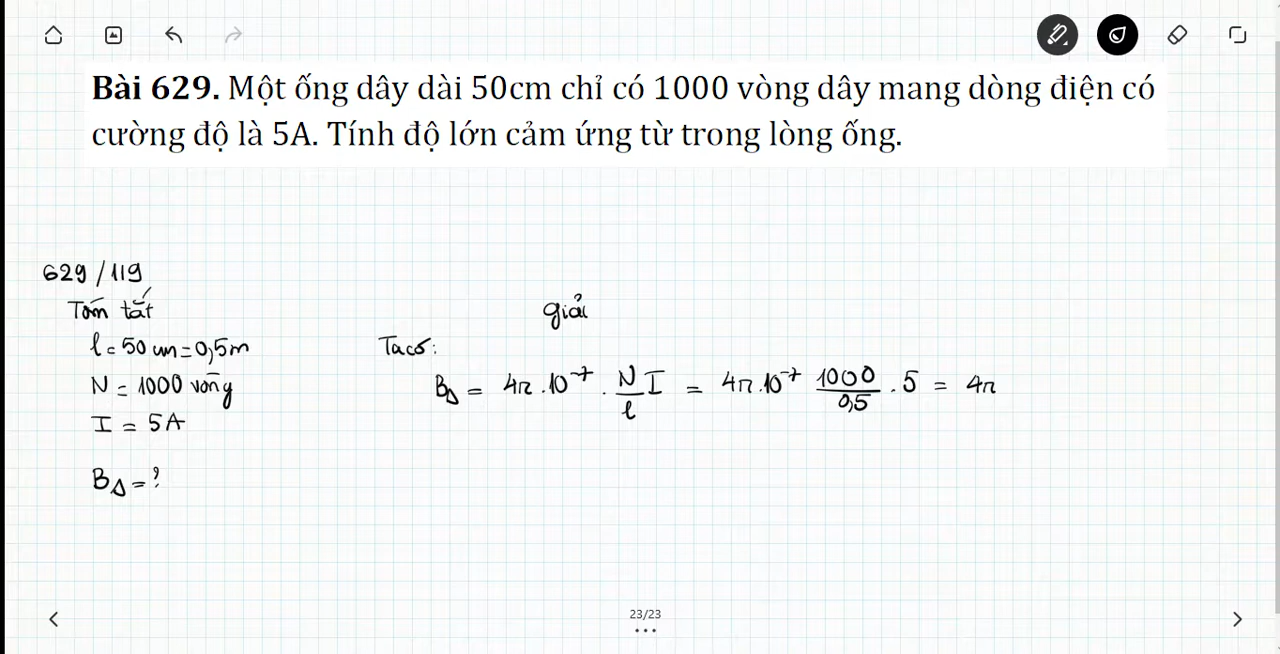 Bài 629. Một ống dây dài 50cm chỉ có 1000 vòng dây mang dòng điện có
cường độ là 5A. Tính độ lớn cảm ứng từ trong lòng ống.
629/119
Tóm tắt
l = 50 cm = 0,5m
N = 1000 vòng
I = 5A
B_Δ = ?
giải
Ta có:
B_Δ = 4π.10⁻⁷ . N/l I = 4π.10⁻⁷ 1000/0,5 . 5 = 4π
23/23